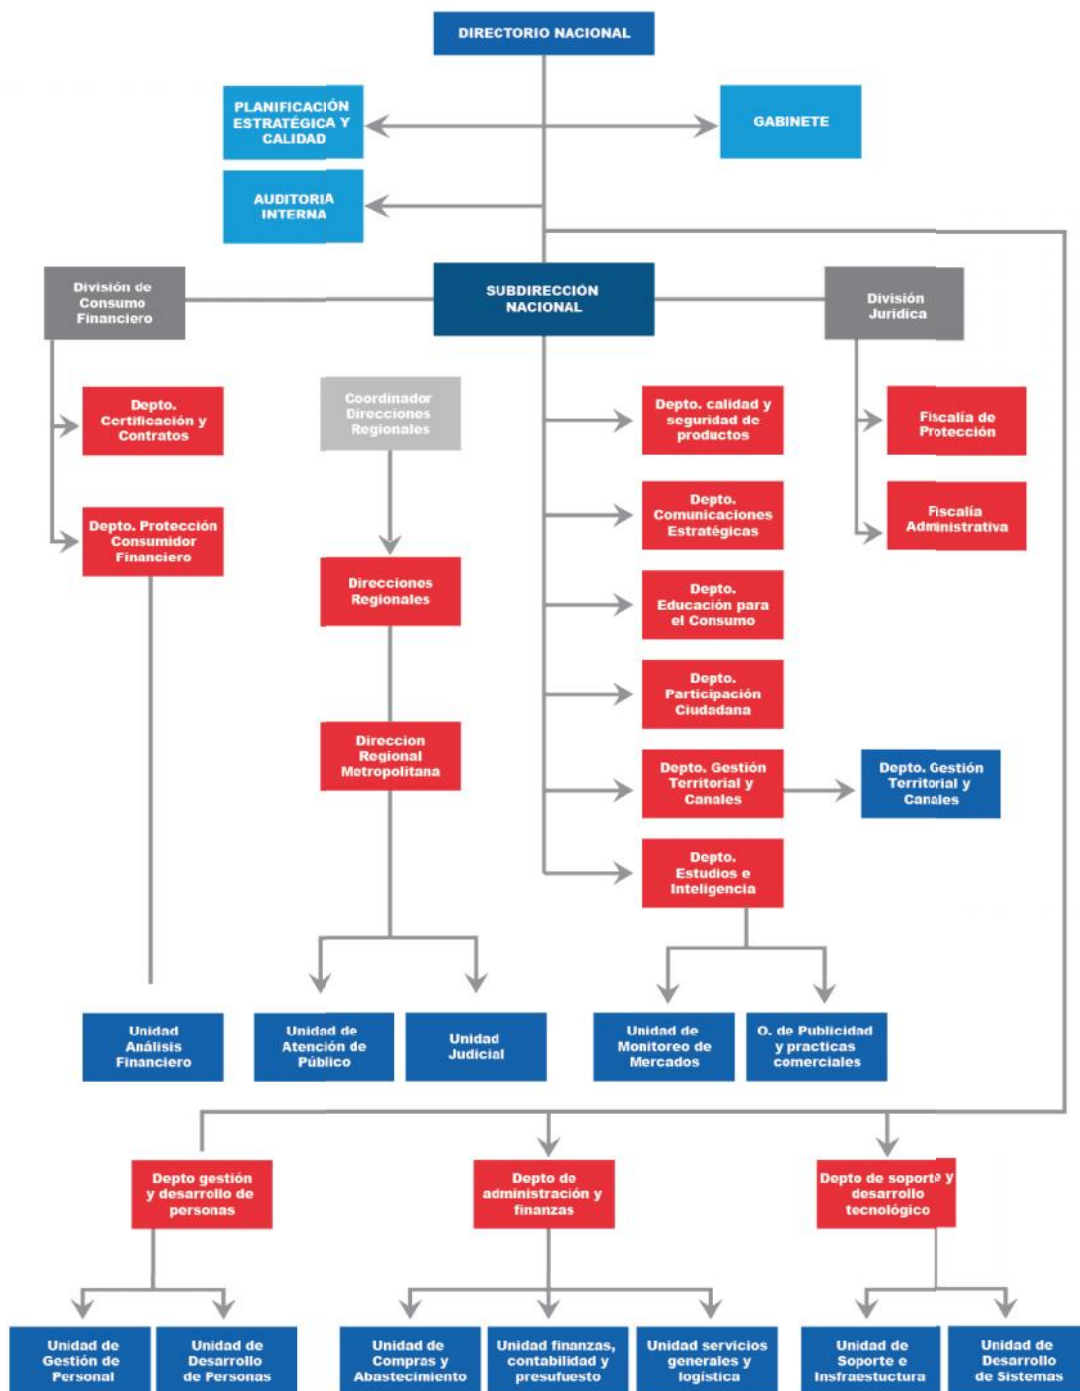 DIRECTORIO NACIONAL
PLANIFICACIÓN
ESTRATÉGICA Y
CALIDAD
GABINETE
AUDITORIA
INTERNA
División de
Consumo
Financiero
SUBDIRECCIÓN
NACIONAL
División
Jurídica
Depto.
Certificación y
Contratos
Coordinador
Direcciones
Regionales
Depto. calidad y
seguridad de
productos
Fiscalía de
Protección
Depto. Protección
Consumidor
Financiero
Depto.
Comunicaciones
Estratégicas
Fiscalía
Administrativa
Direcciones
Regionales
Depto.
Educación para
el Consumo
Depto.
Participación
Ciudadana
Direccion
Regional
Metropolitana
Depto. Gestión
Territorial y
Canales
Depto. Gestión
Territorial y
Canales
Depto.
Estudios e
Inteligencia
Unidad
Análisis
Financiero
Unidad de
Atención de
Público
Unidad
Judicial
Unidad de
Monitoreo de
Mercados
O. de Publicidad
y practicas
comerciales
Depto gestión
y desarrollo de
personas
Depto de
administración y
finanzas
Depto de soporte y
desarrollo
tecnológico
Unidad de
Gestión de
Personal
Unidad de
Desarrollo
de Personas
Unidad de
Compras y
Abastecimiento
Unidad finanzas,
contabilidad y
presufuesto
Unidad servicios
generales y
logística
Unidad de
Soporte e
Insfraestuctura
Unidad de
Desarrollo
de Sistemas